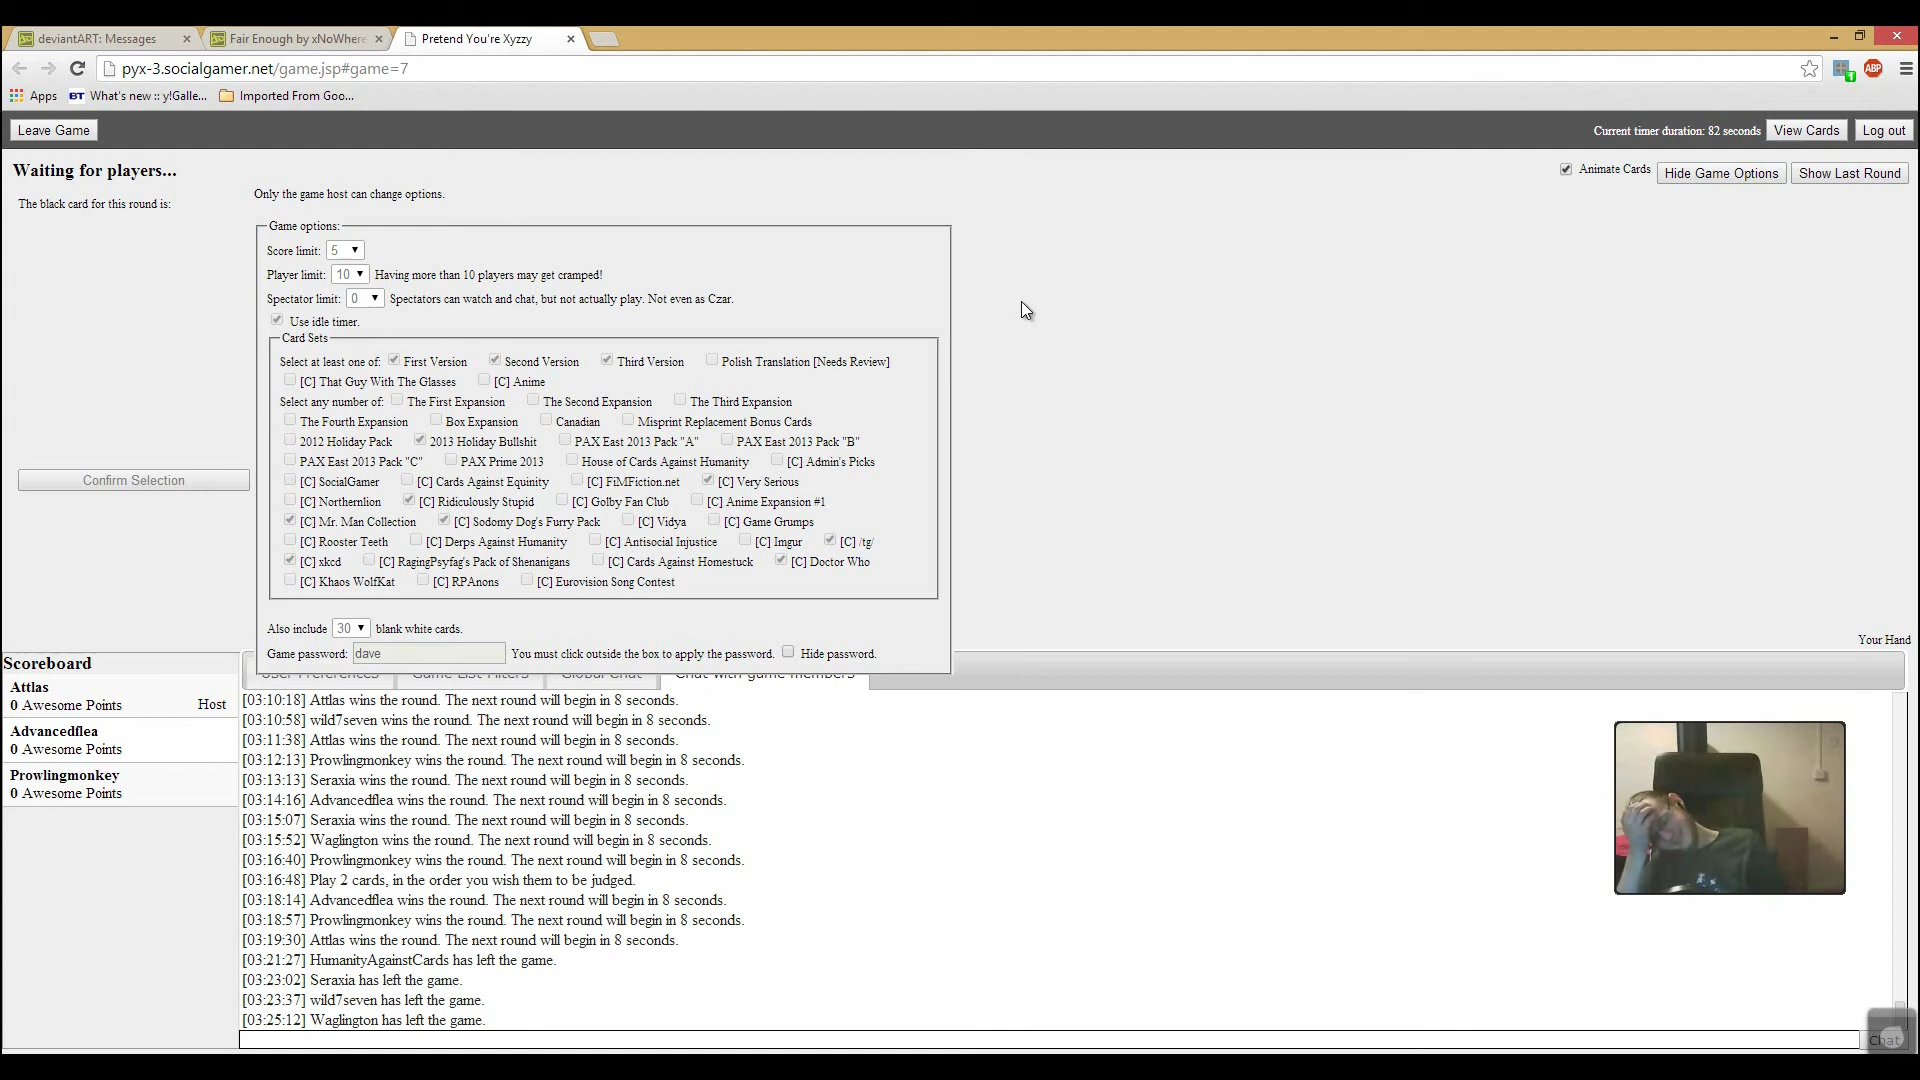 deviantART: Messages
Fair Enough by xNoWhere
Pretend You're Xyzzy
pyx-3.socialgamer.net/game.jsp#game=7
ABP
1
Apps
BT What's new :: y!Galle...
Imported From Goo...
Leave Game
Current timer duration: 82 seconds
View Cards
Log out
Waiting for players...
Animate Cards
Hide Game Options
Show Last Round
Only the game host can change options.
The black card for this round is:
Game options:
Score limit: 5
Player limit: 10 Having more than 10 players may get cramped!
Spectator limit: 0 Spectators can watch and chat, but not actually play. Not even as Czar.
Use idle timer.
Card Sets
Select at least one of: First Version Second Version Third Version Polish Translation [Needs Review]
[C] That Guy With The Glasses [C] Anime
Select any number of: The First Expansion The Second Expansion The Third Expansion
The Fourth Expansion Box Expansion Canadian Misprint Replacement Bonus Cards
2012 Holiday Pack 2013 Holiday Bullshit PAX East 2013 Pack "A" PAX East 2013 Pack "B"
PAX East 2013 Pack "C" PAX Prime 2013 House of Cards Against Humanity [C] Admin's Picks
[C] SocialGamer [C] Cards Against Equinity [C] FiMFiction.net [C] Very Serious
[C] Northernlion [C] Ridiculously Stupid [C] Golby Fan Club [C] Anime Expansion #1
[C] Mr. Man Collection [C] Sodomy Dog's Furry Pack [C] Vidya [C] Game Grumps
[C] Rooster Teeth [C] Derps Against Humanity [C] Antisocial Injustice [C] Imgur [C] /tg/
[C] xkcd [C] RagingPsyfag's Pack of Shenanigans [C] Cards Against Homestuck [C] Doctor Who
[C] Khaos WolfKat [C] RPAnons [C] Eurovision Song Contest
Confirm Selection
Also include 30 blank white cards.
Game password: dave You must click outside the box to apply the password. Hide password.
Your Hand
User Preferences
Game List Filters
Global Chat
Chat with game members
Scoreboard
Attlas
0 Awesome Points Host
Advancedflea
0 Awesome Points
Prowlingmonkey
0 Awesome Points
[03:10:18] Attlas wins the round. The next round will begin in 8 seconds.
[03:10:58] wild7seven wins the round. The next round will begin in 8 seconds.
[03:11:38] Attlas wins the round. The next round will begin in 8 seconds.
[03:12:13] Prowlingmonkey wins the round. The next round will begin in 8 seconds.
[03:13:13] Seraxia wins the round. The next round will begin in 8 seconds.
[03:14:16] Advancedflea wins the round. The next round will begin in 8 seconds.
[03:15:07] Seraxia wins the round. The next round will begin in 8 seconds.
[03:15:52] Waglington wins the round. The next round will begin in 8 seconds.
[03:16:40] Prowlingmonkey wins the round. The next round will begin in 8 seconds.
[03:16:48] Play 2 cards, in the order you wish them to be judged.
[03:18:14] Advancedflea wins the round. The next round will begin in 8 seconds.
[03:18:57] Prowlingmonkey wins the round. The next round will begin in 8 seconds.
[03:19:30] Attlas wins the round. The next round will begin in 8 seconds.
[03:21:27] HumanityAgainstCards has left the game.
[03:23:02] Seraxia has left the game.
[03:23:37] wild7seven has left the game.
[03:25:12] Waglington has left the game.
Chat